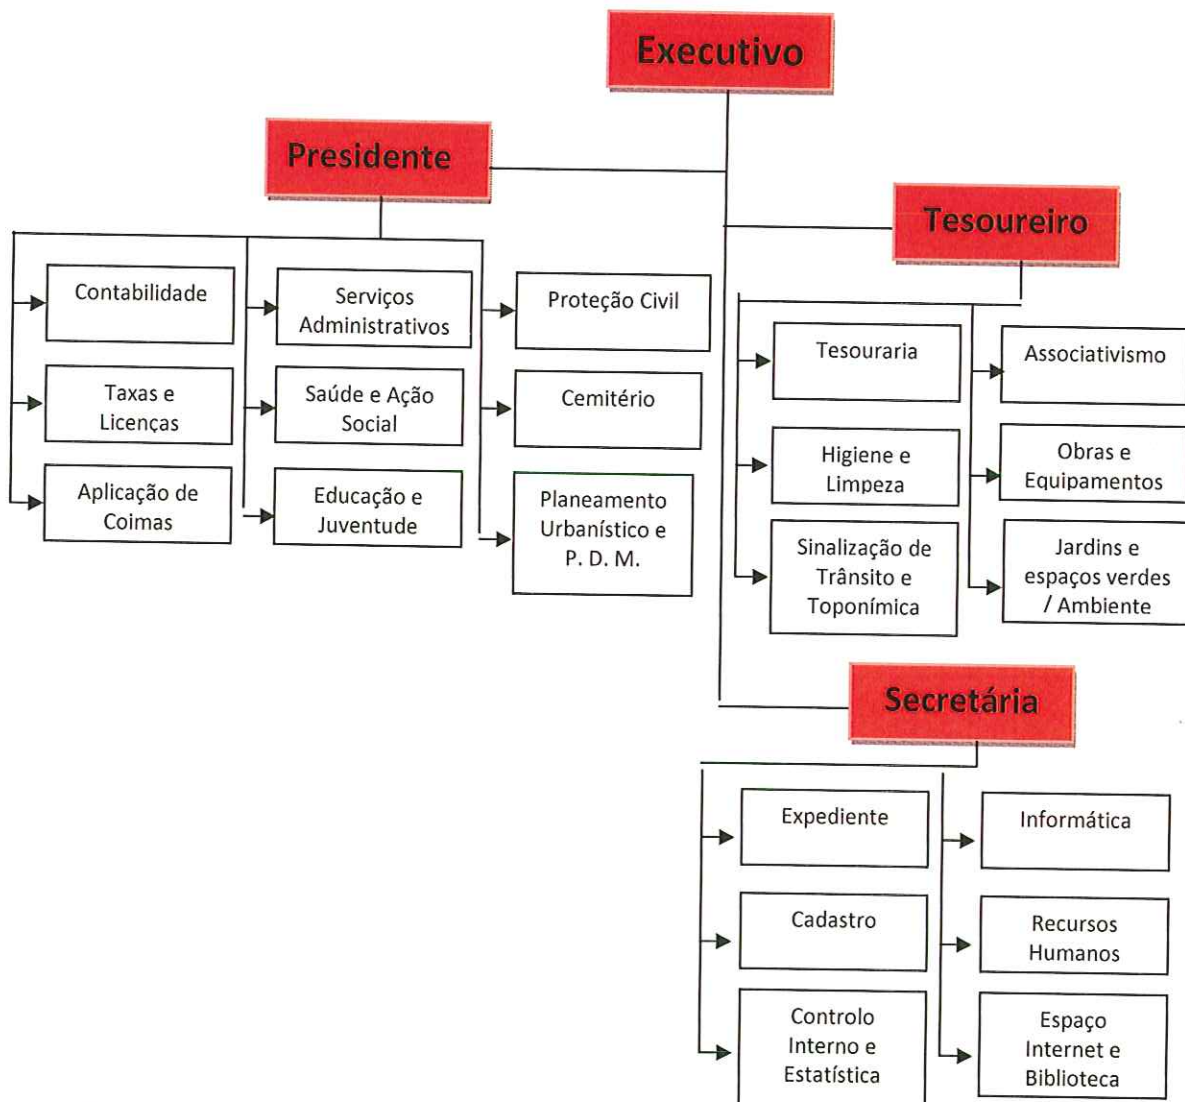 Executivo
Presidente
Contabilidade
Taxas e
Licenças
Aplicação de
Coimas
Serviços
Administrativos
Saúde e Ação
Social
Educação e
Juventude
Proteção Civil
Cemitério
Planeamento
Urbanístico e
P. D. M.
Tesoureiro
Tesouraria
Higiene e
Limpeza
Sinalização de
Trânsito e
Toponímica
Associativismo
Obras e
Equipamentos
Jardins e
espaços verdes
/ Ambiente
Secretária
Expediente
Cadastro
Controlo
Interno e
Estatística
Informática
Recursos
Humanos
Espaço
Internet e
Biblioteca